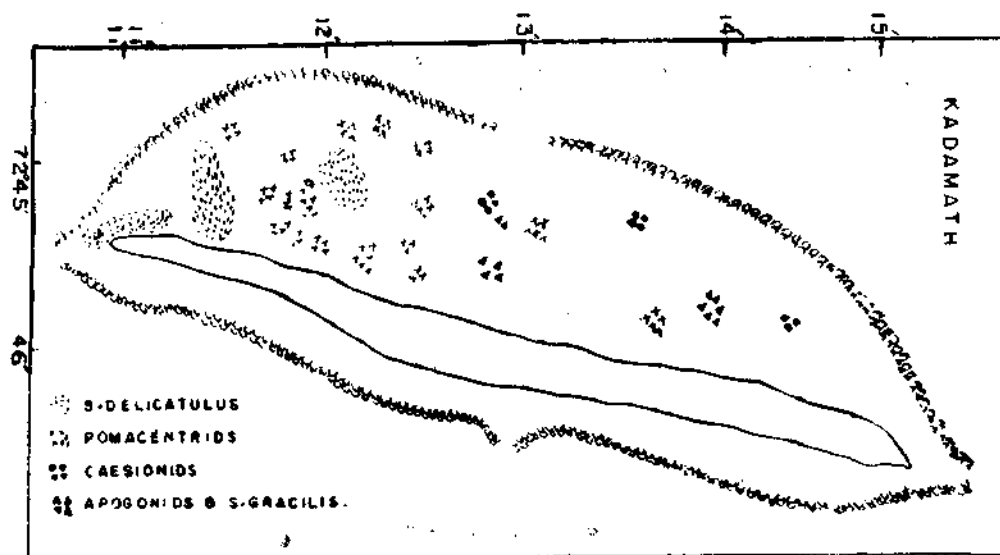 12' 13' 14' 15'
KADAMATH
72°45'
46'
S-DELICATULUS
POMACENTRIDS
CAESIONIDS
APOGONIDS & S-GRACILIS.